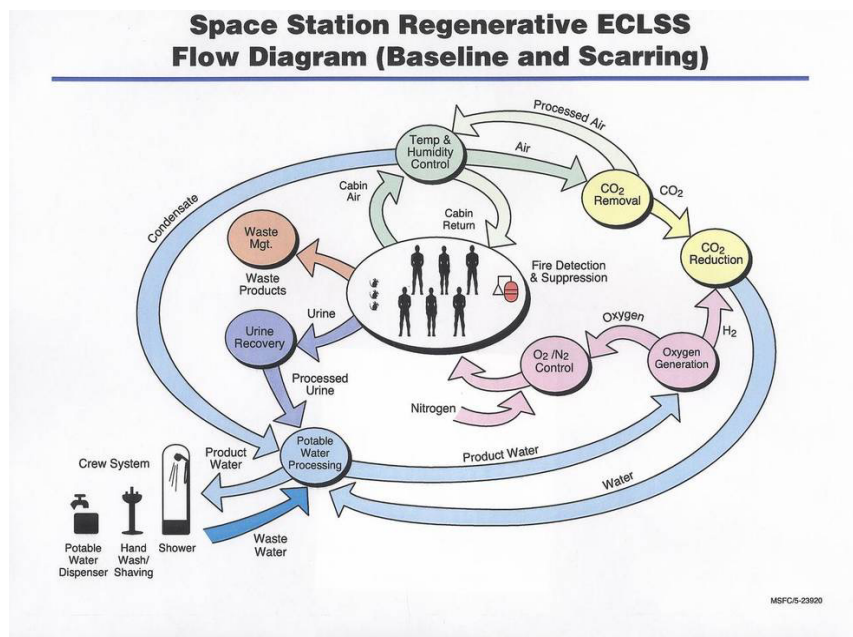 Space Station Regenerative ECLSS
Flow Diagram (Baseline and Scarring)
Processed Air
Temp &
Humidity
Control
Air
CO2
Removal
CO2
Condensate
Cabin
Air
Cabin
Return
Waste
Mgt.
CO2
Reduction
Waste
Products
Fire Detection
& Suppression
Urine
Urine
Recovery
Oxygen
H2
O2 /N2
Control
Oxygen
Generation
Processed
Urine
Nitrogen
Potable
Water
Processing
Product
Water
Product Water
Water
Crew System
Waste
Water
Potable
Water
Dispenser
Hand
Wash/
Shaving
Shower
MSFC/5-23920